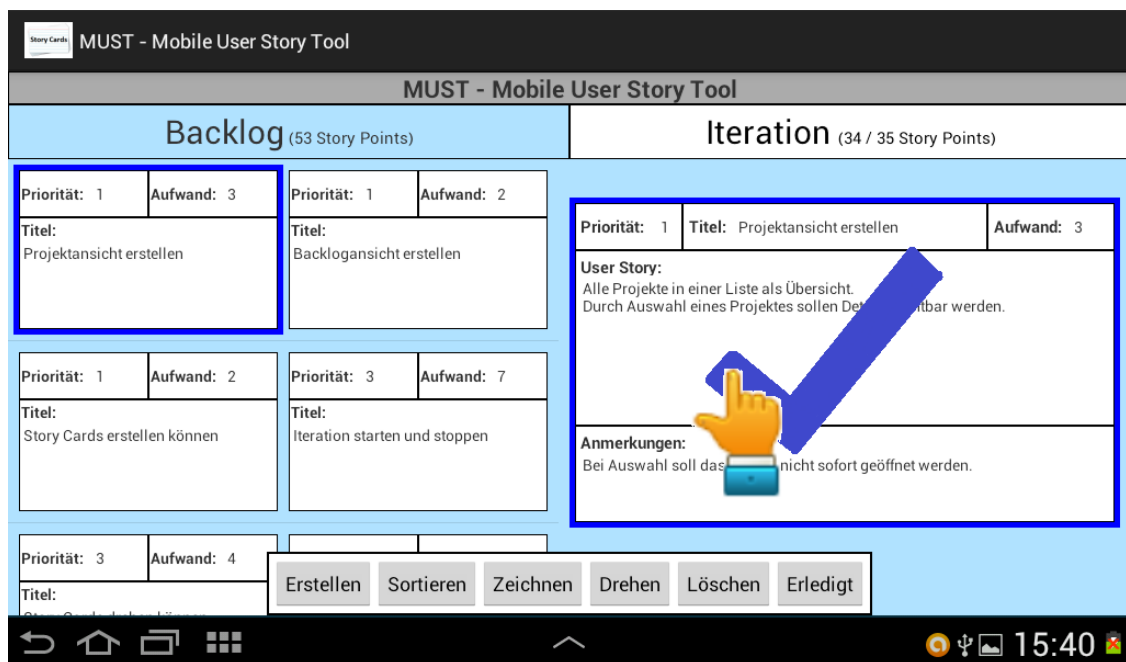 Story Cards MUST - Mobile User Story Tool
MUST - Mobile User Story Tool
Backlog (53 Story Points)
Iteration (34 / 35 Story Points)
Priorität: 1 Aufwand: 3
Titel:
Projektansicht erstellen
Priorität: 1 Aufwand: 2
Titel:
Backlogansicht erstellen
Priorität: 1 Aufwand: 2
Titel:
Story Cards erstellen können
Priorität: 3 Aufwand: 7
Titel:
Iteration starten und stoppen
Priorität: 3 Aufwand: 4
Titel:
Priorität: 1 Titel: Projektansicht erstellen Aufwand: 3
User Story:
Alle Projekte in einer Liste als Übersicht.
Durch Auswahl eines Projektes sollen werden.
Anmerkungen:
Bei Auswahl soll nicht sofort geöffnet werden.
Erstellen Sortieren Zeichnen Drehen Löschen Erledigt
15:40